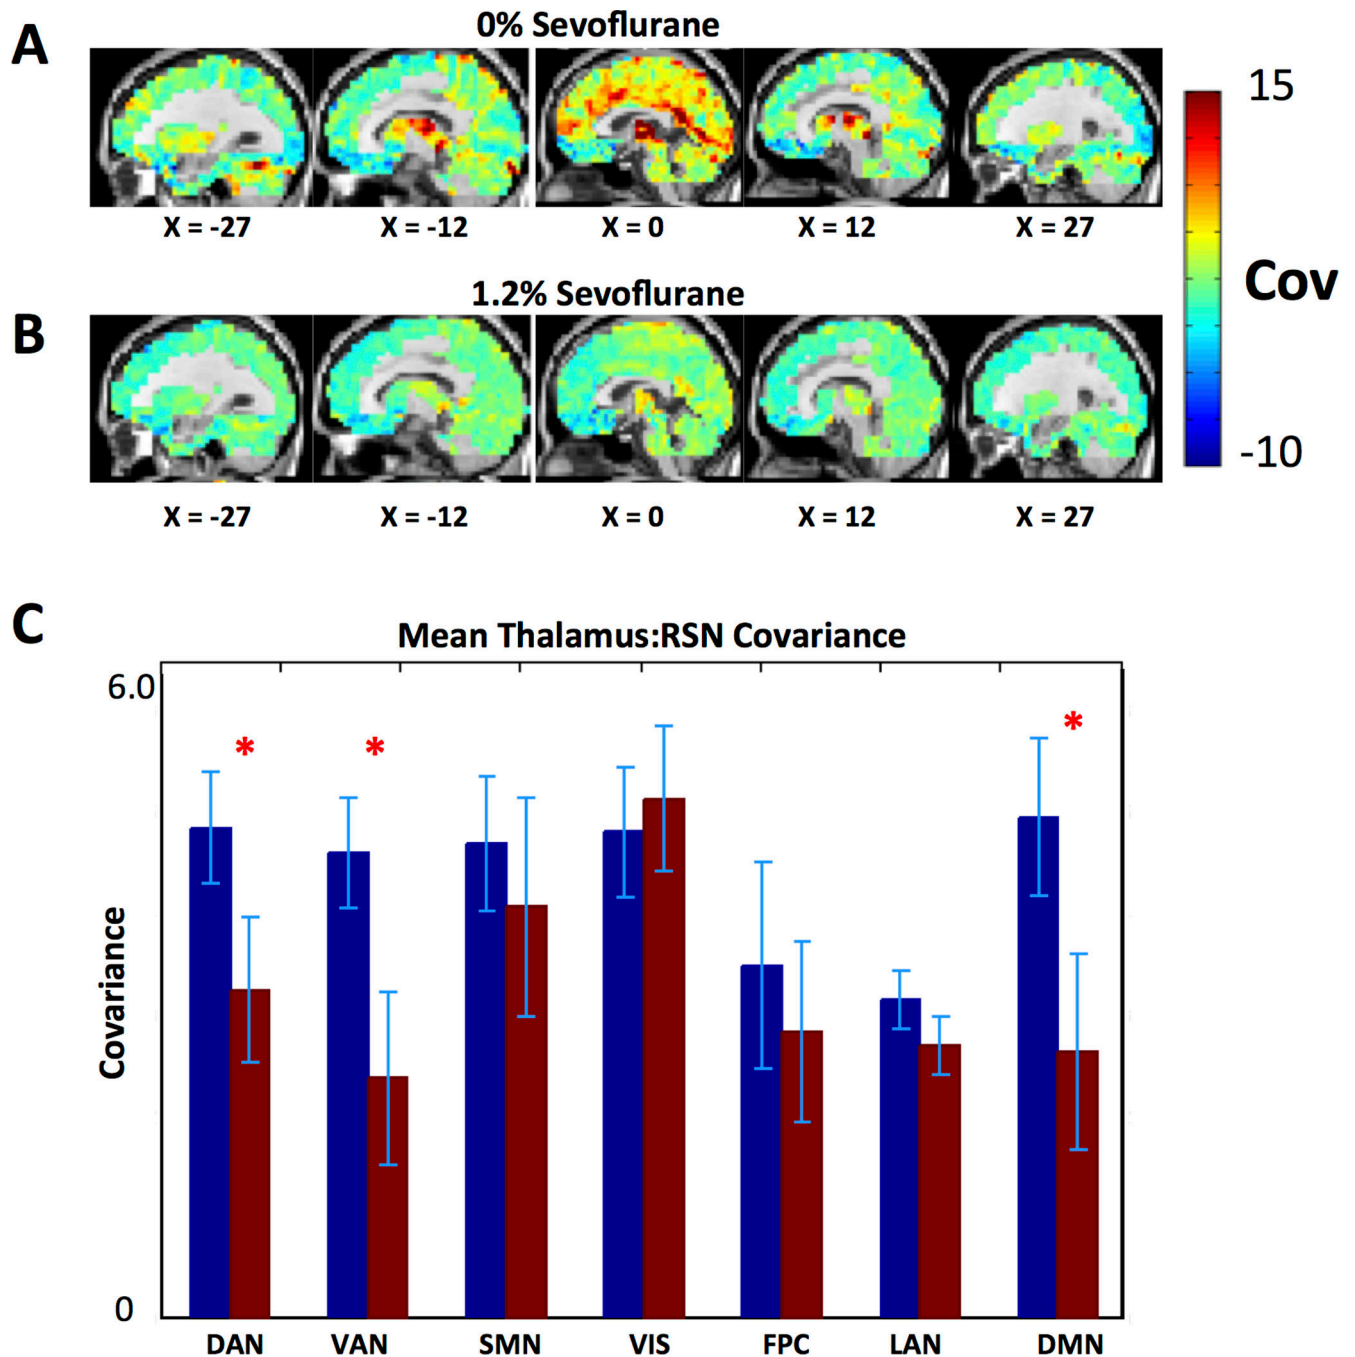 A
0% Sevoflurane
X = -27 X = -12 X = 0 X = 12 X = 27
15
Cov
-10
B
1.2% Sevoflurane
X = -27 X = -12 X = 0 X = 12 X = 27
C
Mean Thalamus:RSN Covariance
6.0
* * *
Covariance
0
DAN VAN SMN VIS FPC LAN DMN